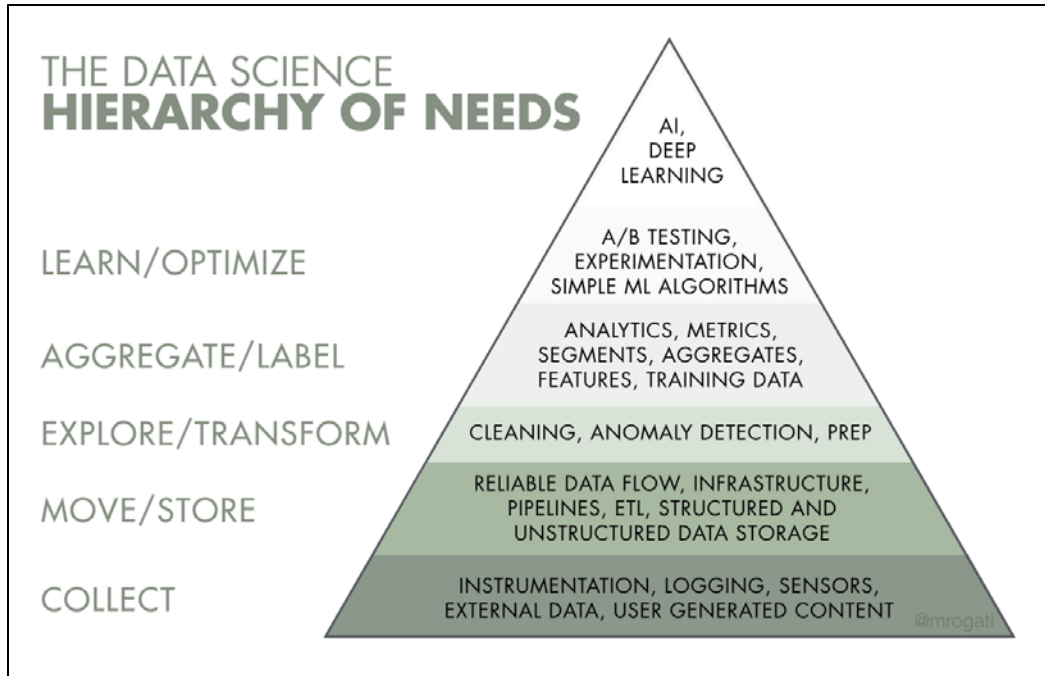 THE DATA SCIENCE
HIERARCHY OF NEEDS
AI,
DEEP
LEARNING
LEARN/OPTIMIZE
A/B TESTING,
EXPERIMENTATION,
SIMPLE ML ALGORITHMS
AGGREGATE/LABEL
ANALYTICS, METRICS,
SEGMENTS, AGGREGATES,
FEATURES, TRAINING DATA
EXPLORE/TRANSFORM
CLEANING, ANOMALY DETECTION, PREP
MOVE/STORE
RELIABLE DATA FLOW, INFRASTRUCTURE,
PIPELINES, ETL, STRUCTURED AND
UNSTRUCTURED DATA STORAGE
COLLECT
INSTRUMENTATION, LOGGING, SENSORS,
EXTERNAL DATA, USER GENERATED CONTENT
@mrogati